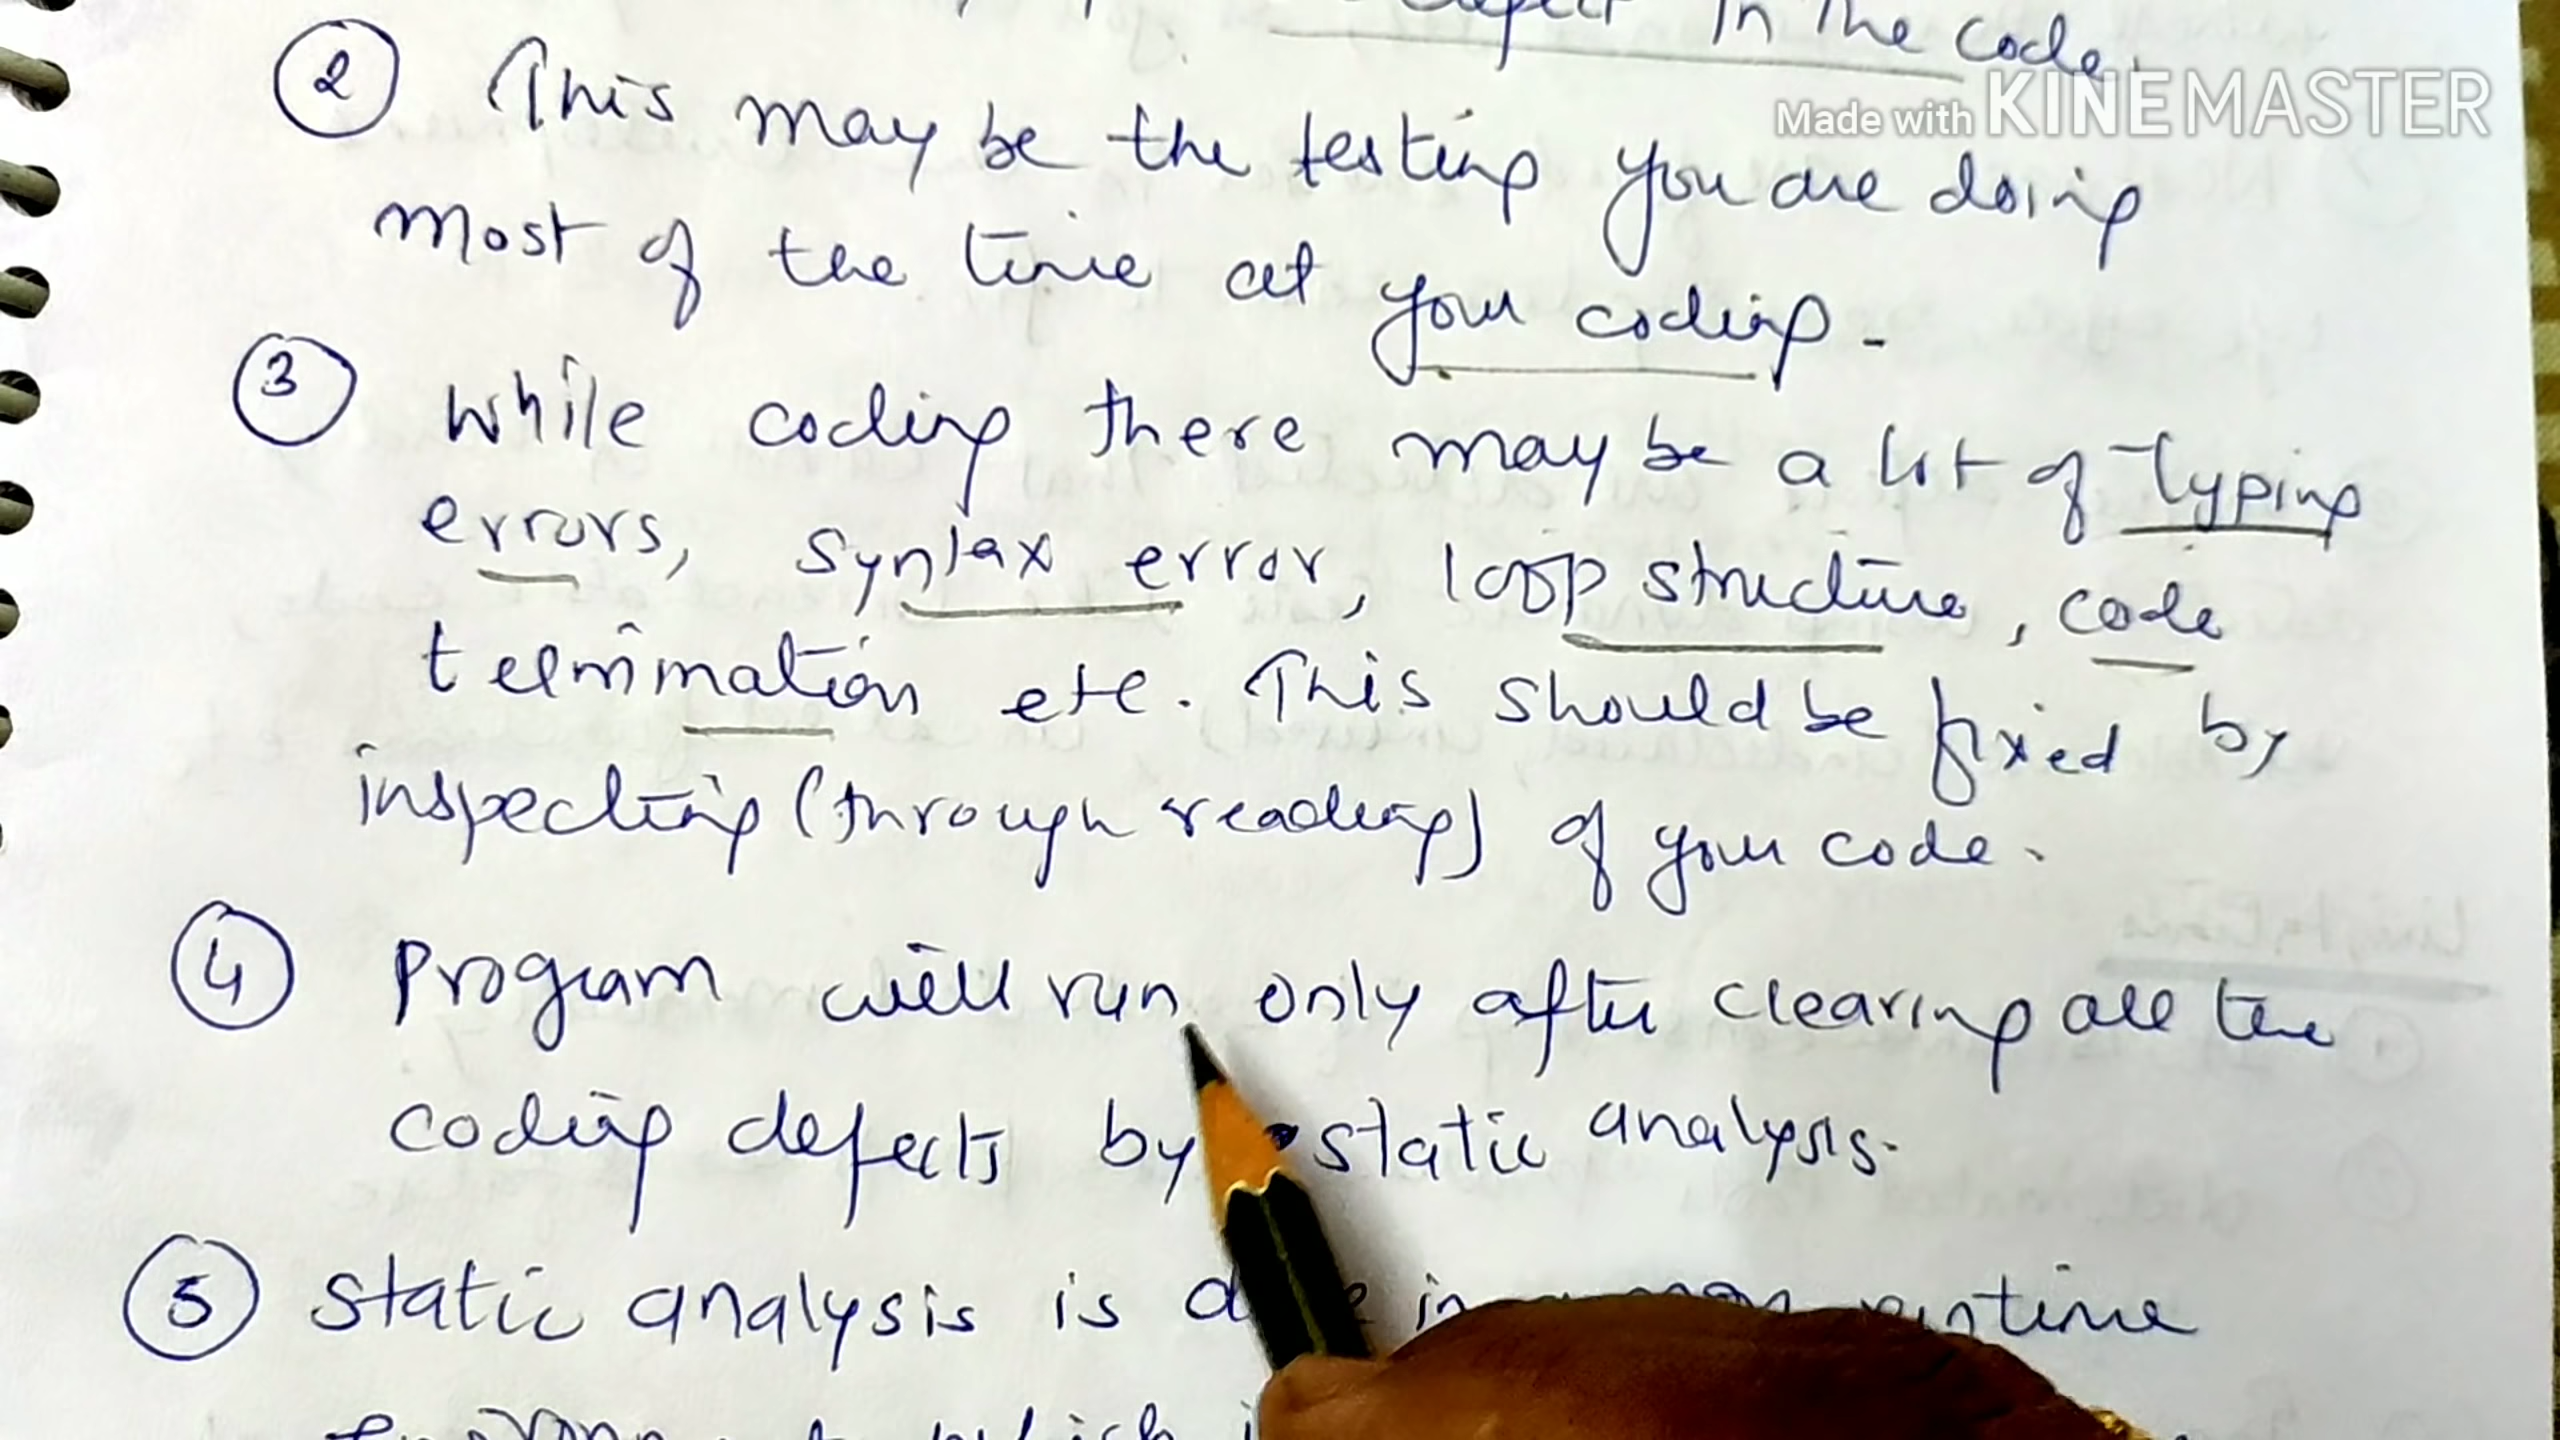 In the code.
Made with KINEMASTER
2 This may be the testing you are doing
most of the time at your coding.
3 while coding there may be a lot of typing
errors, syntax error, loop structure, code
termination etc. This should be fixed by
inspecting (through reading) of your code.
4 Program will run only after clearing all the
coding defects by static analysis.
5 Static analysis is in runtime
which